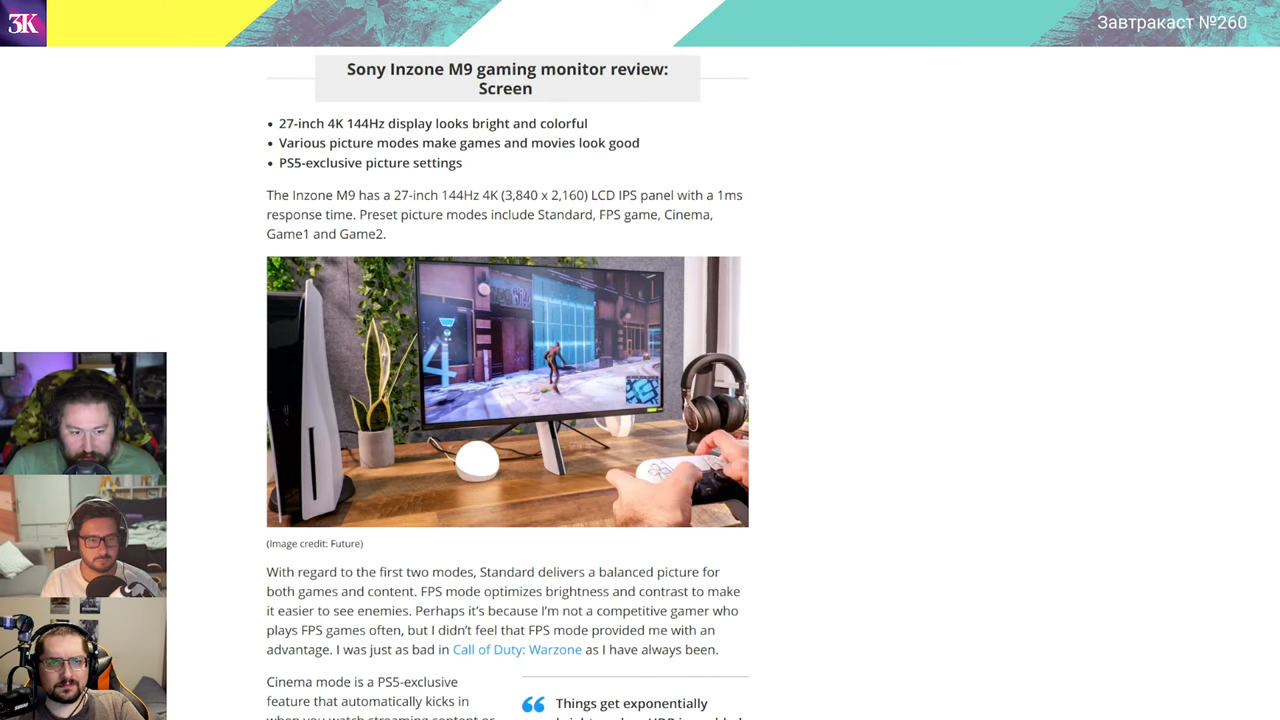 ЗК
Завтракаст №260
Sony Inzone M9 gaming monitor review:
Screen
• 27-inch 4K 144Hz display looks bright and colorful
• Various picture modes make games and movies look good
• PS5-exclusive picture settings
The Inzone M9 has a 27-inch 144Hz 4K (3,840 x 2,160) LCD IPS panel with a 1ms
response time. Preset picture modes include Standard, FPS game, Cinema,
Game1 and Game2.
(Image credit: Future)
With regard to the first two modes, Standard delivers a balanced picture for
both games and content. FPS mode optimizes brightness and contrast to make
it easier to see enemies. Perhaps it's because I'm not a competitive gamer who
plays FPS games often, but I didn't feel that FPS mode provided me with an
advantage. I was just as bad in Call of Duty: Warzone as I have always been.
Cinema mode is a PS5-exclusive
feature that automatically kicks in
when you watch streaming content or
Things get exponentially